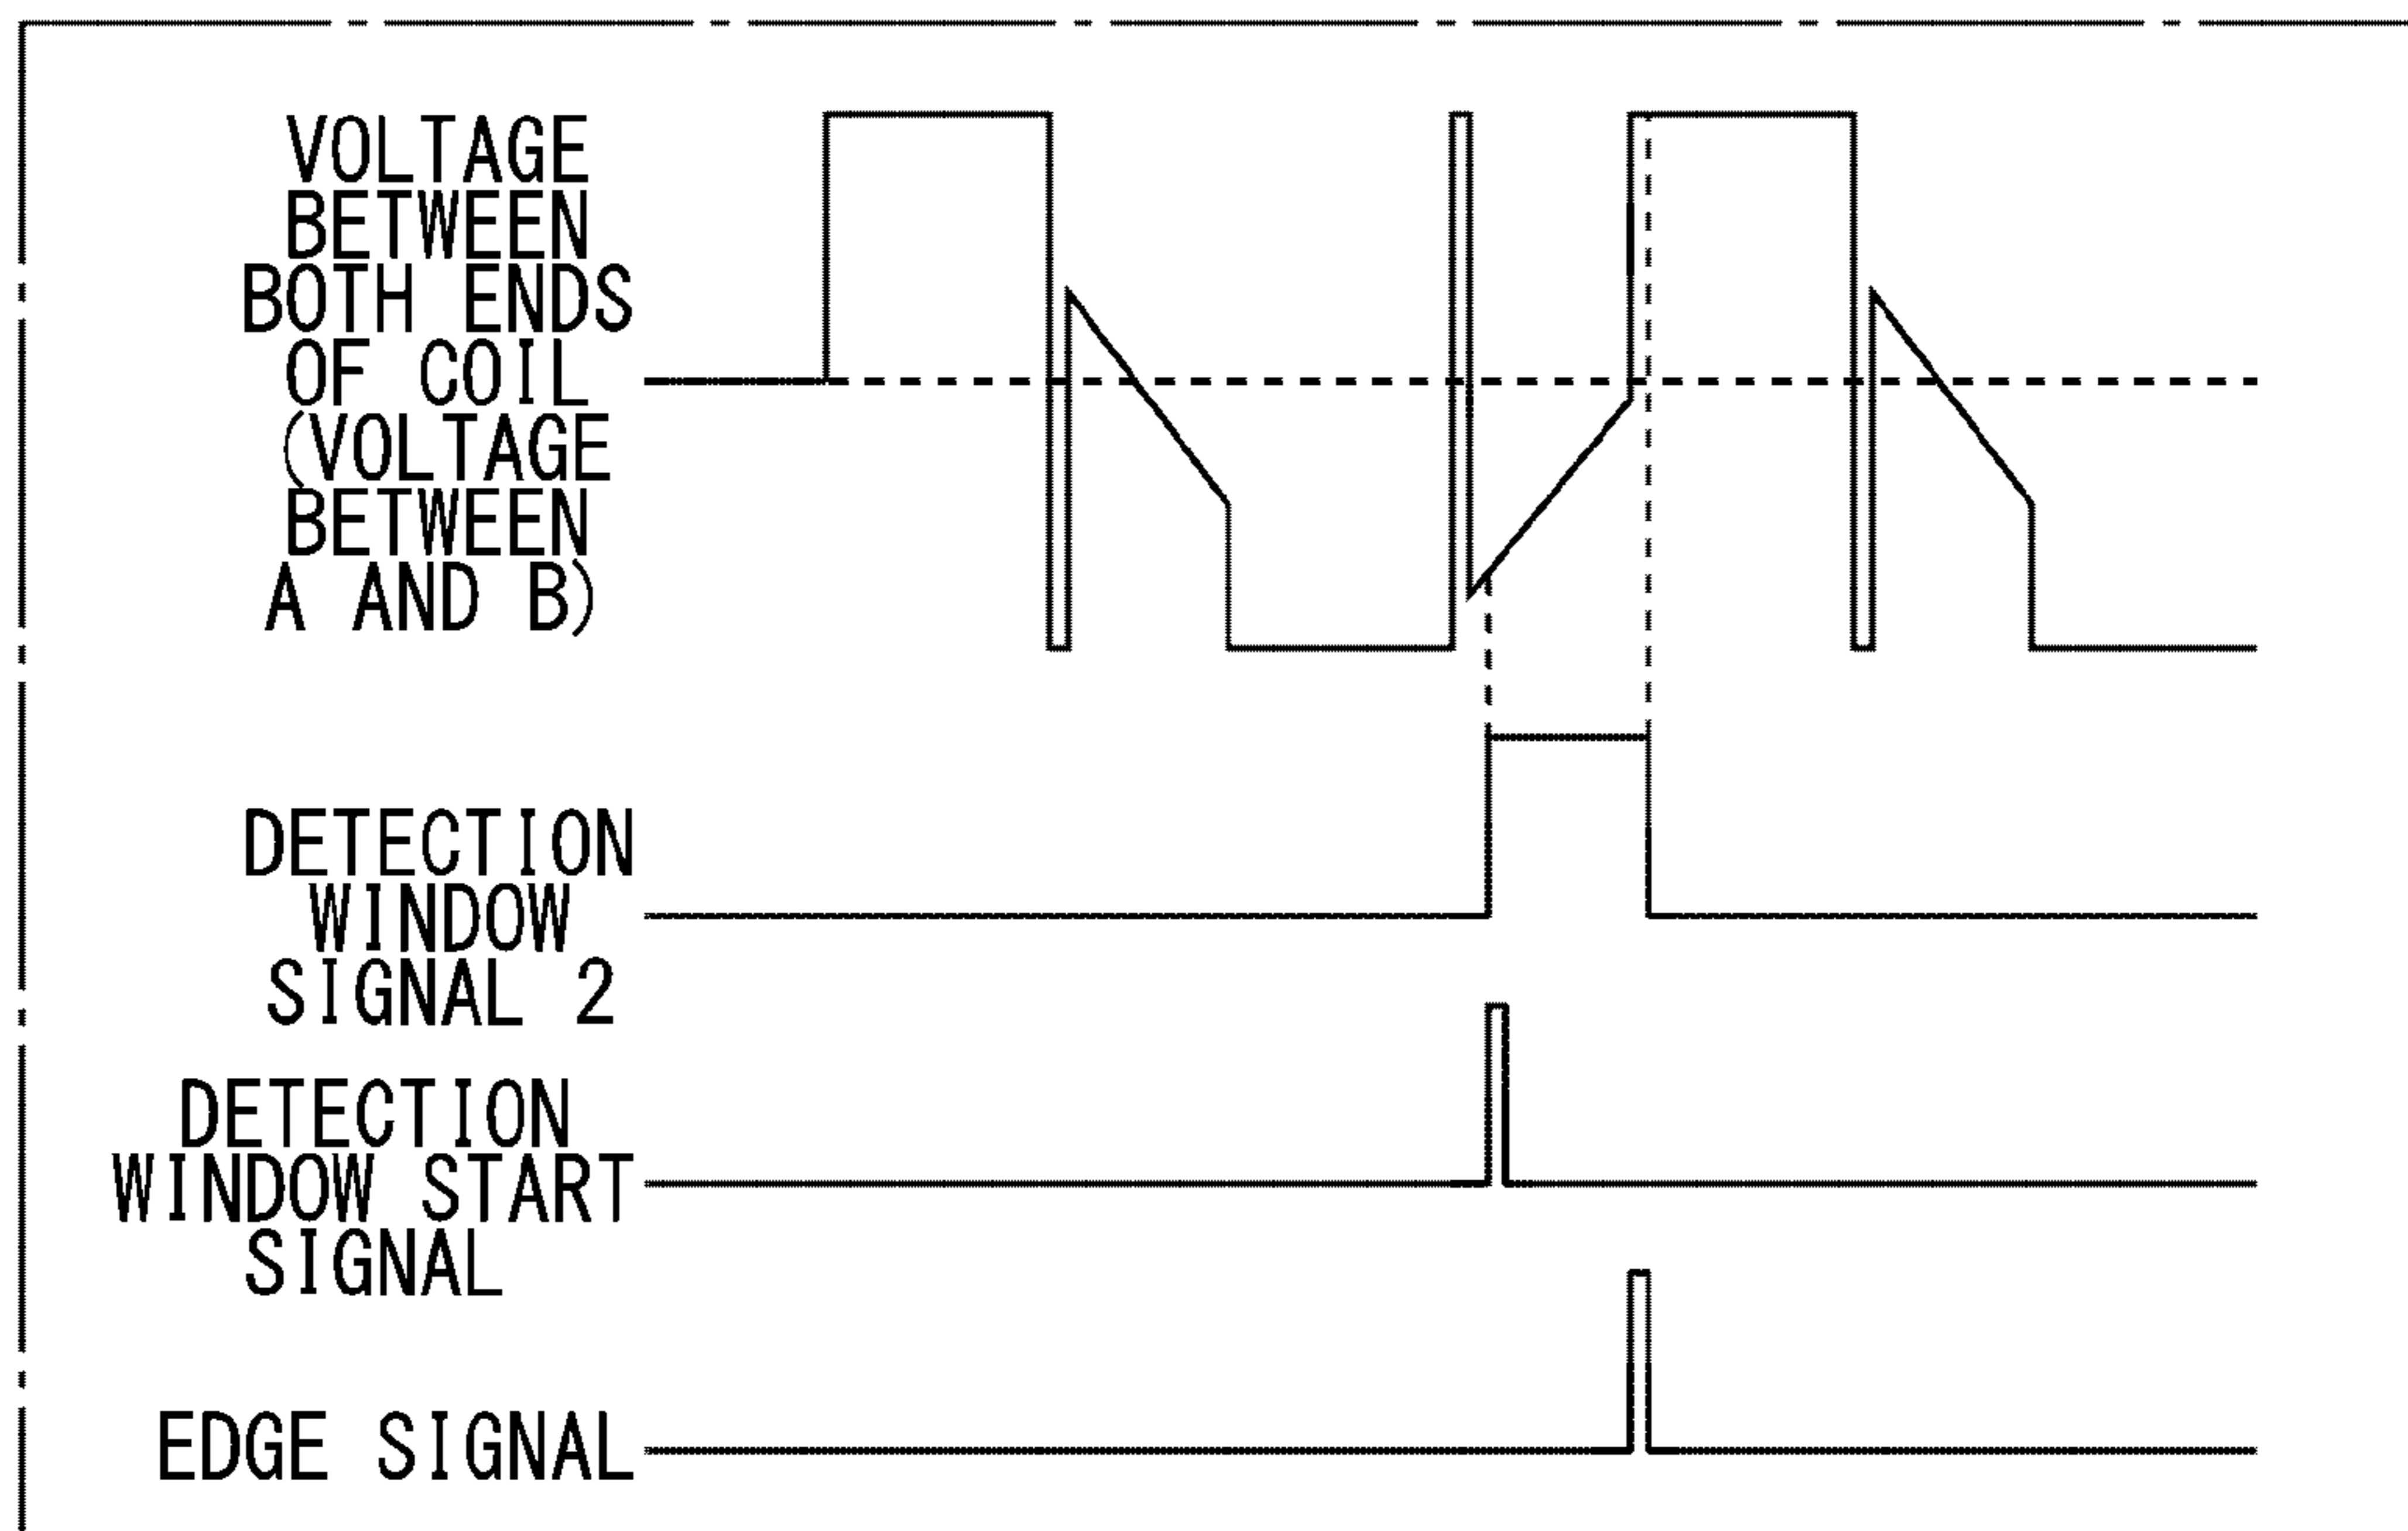 VOLTAGE
BETWEEN
BOTH ENDS
OF COIL
(VOLTAGE
BETWEEN
A AND B)
DETECTION
WINDOW
SIGNAL 2
DETECTION
WINDOW START
SIGNAL
EDGE SIGNAL